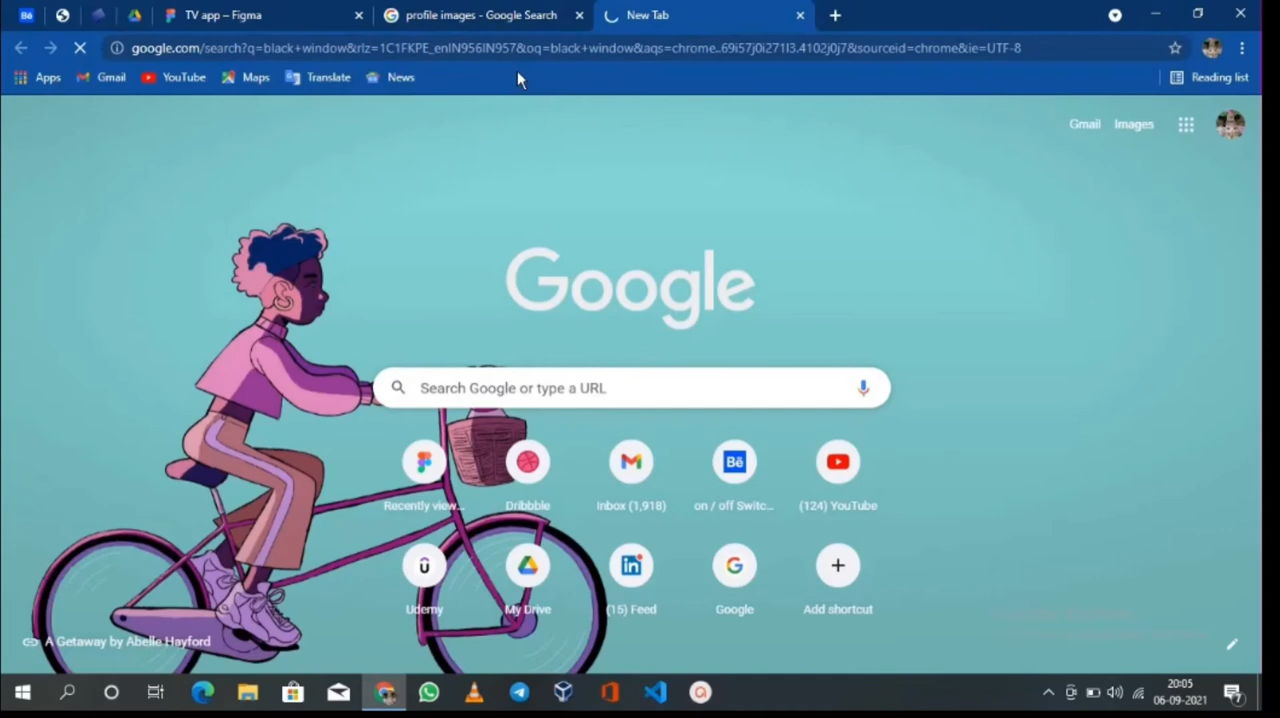 TV app – Figma
profile images - Google Search
New Tab
google.com/search?q=black+window&rlz=1C1FKPE_enIN956IN957&oq=black+window&aqs=chrome..69i57j0i271l3.4102j0j7&sourceid=chrome&ie=UTF-8
Apps
Gmail
YouTube
Maps
Translate
News
Reading list
Gmail
Images
Google
Search Google or type a URL
Recently view...
Dribbble
Inbox (1,918)
on / off Switc...
(124) YouTube
Udemy
My Drive
(15) Feed
Google
Add shortcut
A Getaway by Abelle Hayford
20:05
06-09-2021